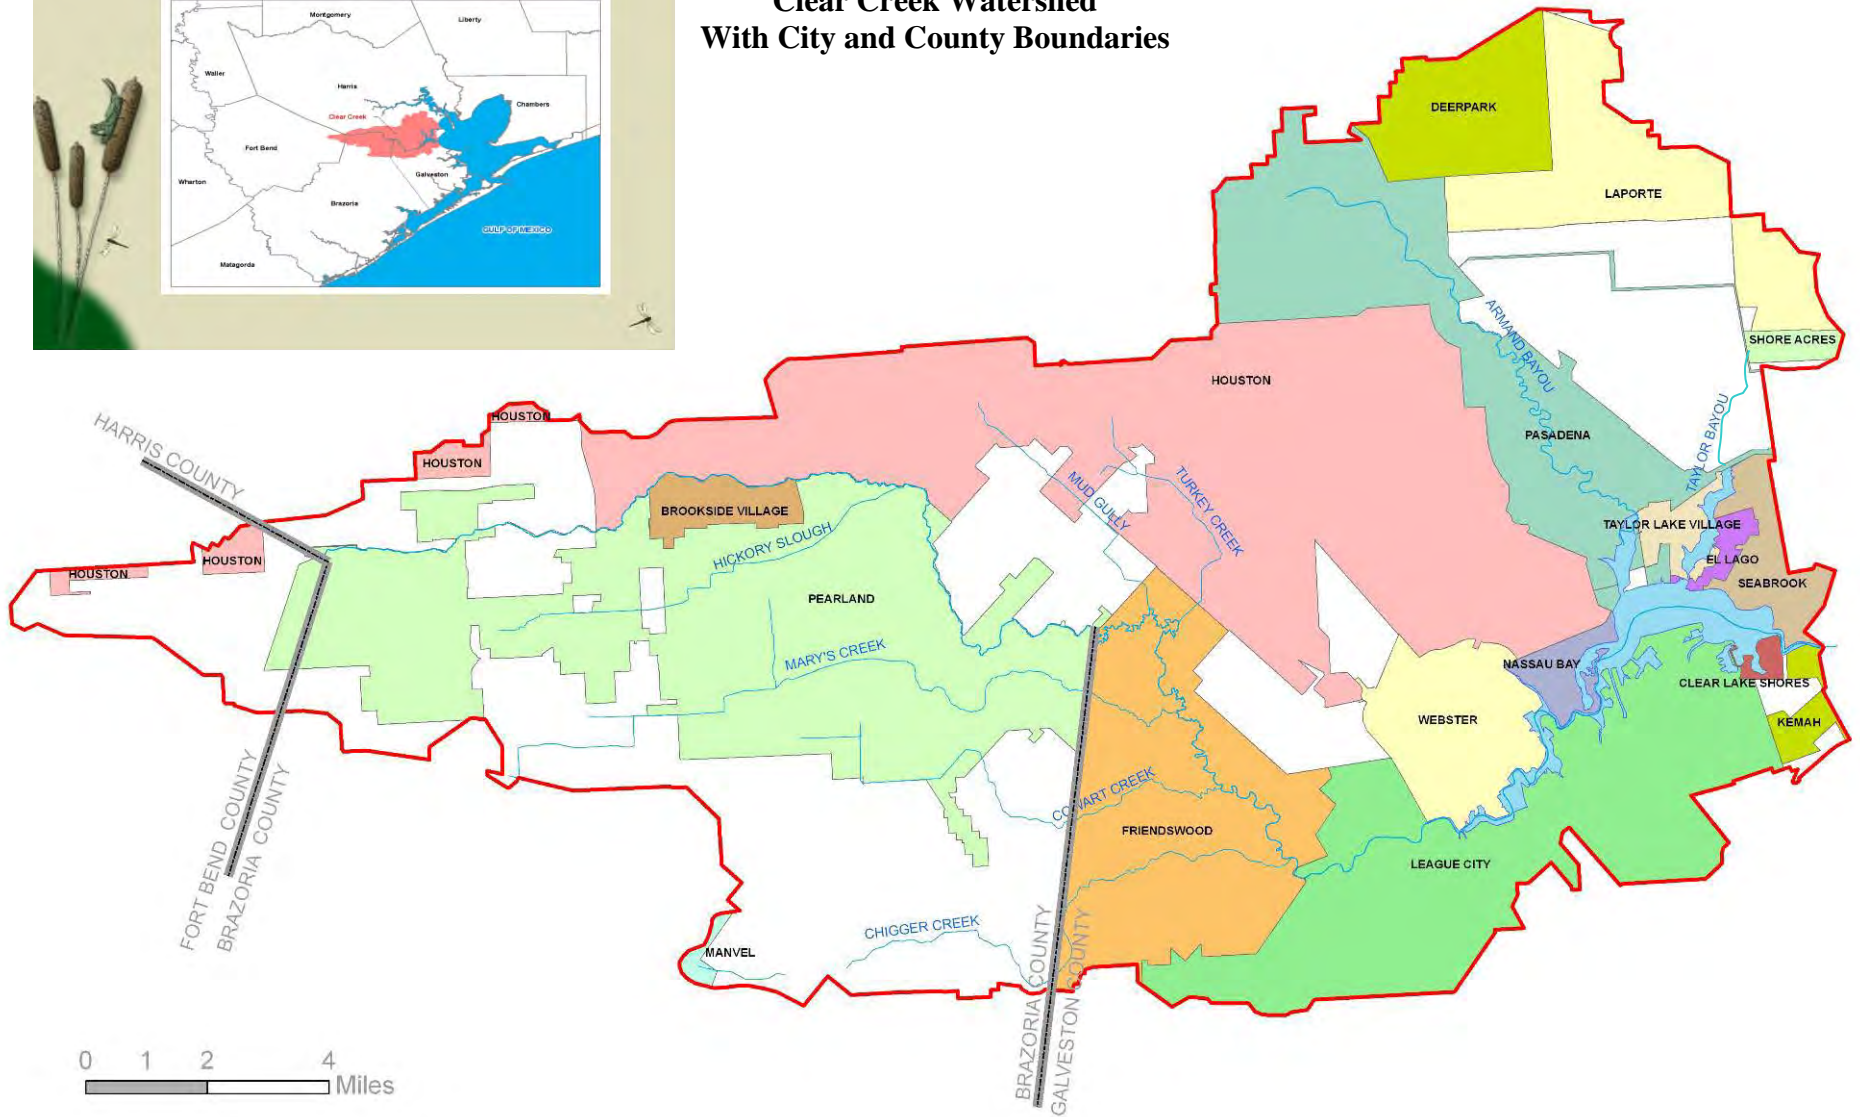 Clear Creek Watershed
With City and County Boundaries
Montgomery
Liberty
Waller
Harris
Chambers
Clear Creek
Fort Bend
Galveston
Wharton
Brazoria
GULF OF MEXICO
Matagorda
DEERPARK
LAPORTE
SHORE ACRES
ARMAND BAYOU
HOUSTON
HOUSTON
HOUSTON
HOUSTON
HOUSTON
PASADENA
TAYLOR BAYOU
HARRIS COUNTY
BROOKSIDE VILLAGE
MUD GULLY
TURKEY CREEK
HICKORY SLOUGH
TAYLOR LAKE VILLAGE
EL LAGO
SEABROOK
PEARLAND
MARY'S CREEK
NASSAU BAY
CLEAR LAKE SHORES
WEBSTER
KEMAH
COWART CREEK
FRIENDSWOOD
LEAGUE CITY
FORT BEND COUNTY
BRAZORIA COUNTY
CHIGGER CREEK
MANVEL
BRAZORIA COUNTY
GALVESTON COUNTY
0 1 2 4
Miles